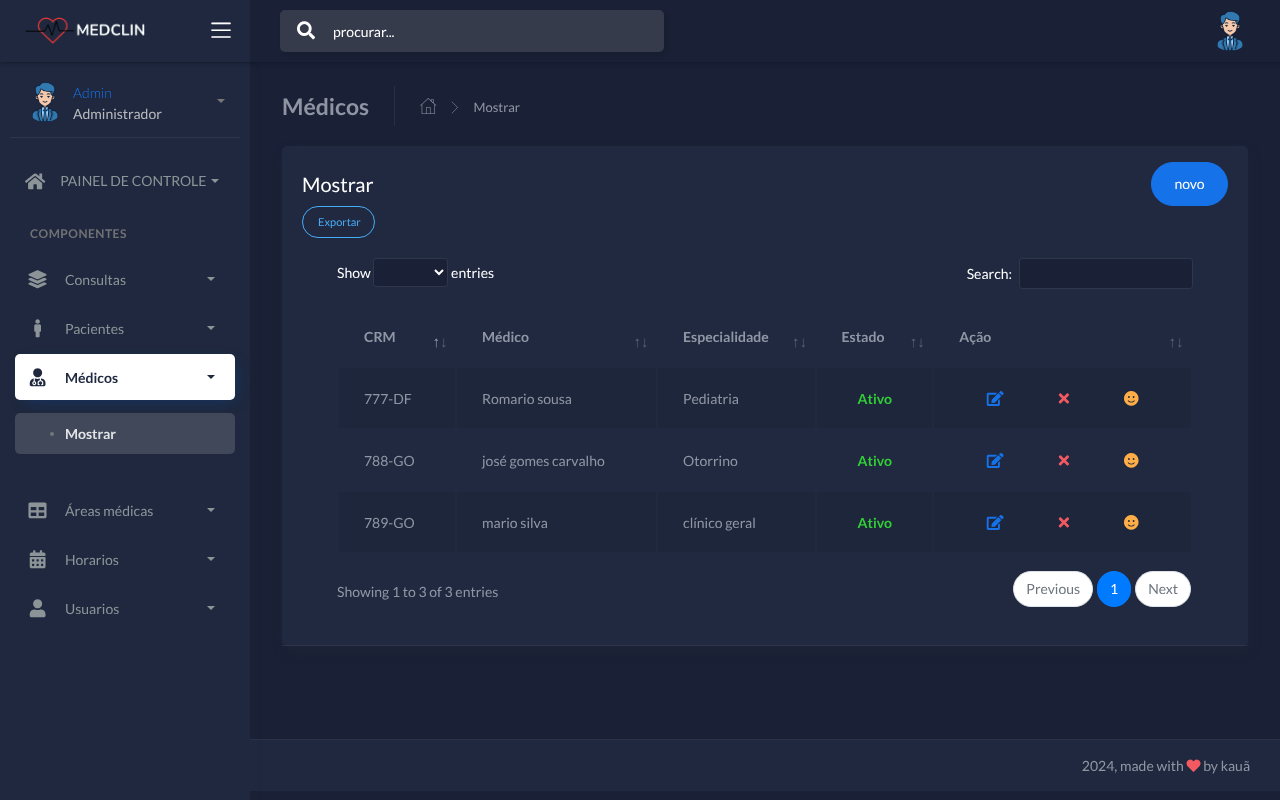 MEDCLIN
procurar...
Admin
Administrador
PAINEL DE CONTROLE
COMPONENTES
Consultas
Pacientes
Médicos
Mostrar
Áreas médicas
Horarios
Usuarios
Médicos
Mostrar
Mostrar
novo
Exportar
Show entries
Search:
CRM Médico Especialidade Estado Ação
777-DF Romario sousa Pediatria Ativo
788-GO josé gomes carvalho Otorrino Ativo
789-GO mario silva clínico geral Ativo
Showing 1 to 3 of 3 entries
Previous 1 Next
2024, made with by kauã